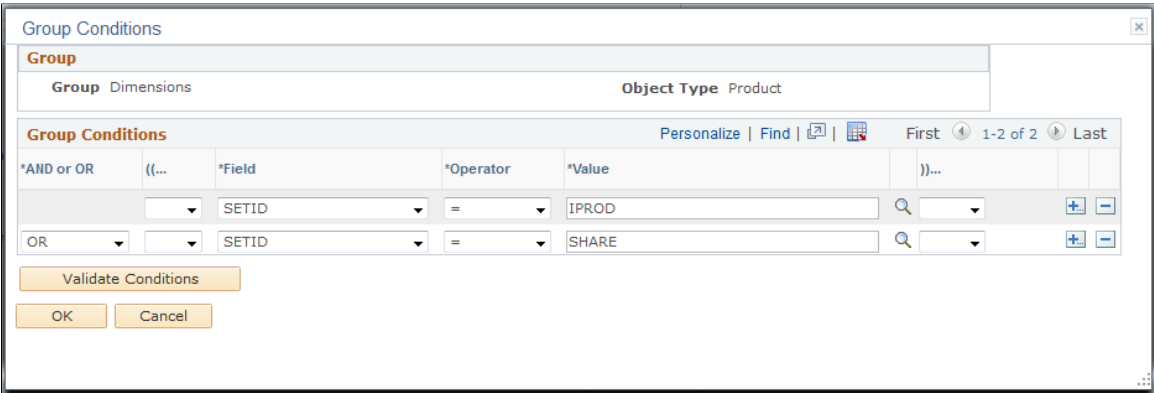 Group Conditions
Group
Group Dimensions Object Type Product
Group Conditions Personalize | Find | | First 1-2 of 2 Last
*AND or OR ((... *Field *Operator *Value ))...
SETID = IPROD
OR SETID = SHARE
Validate Conditions
OK Cancel